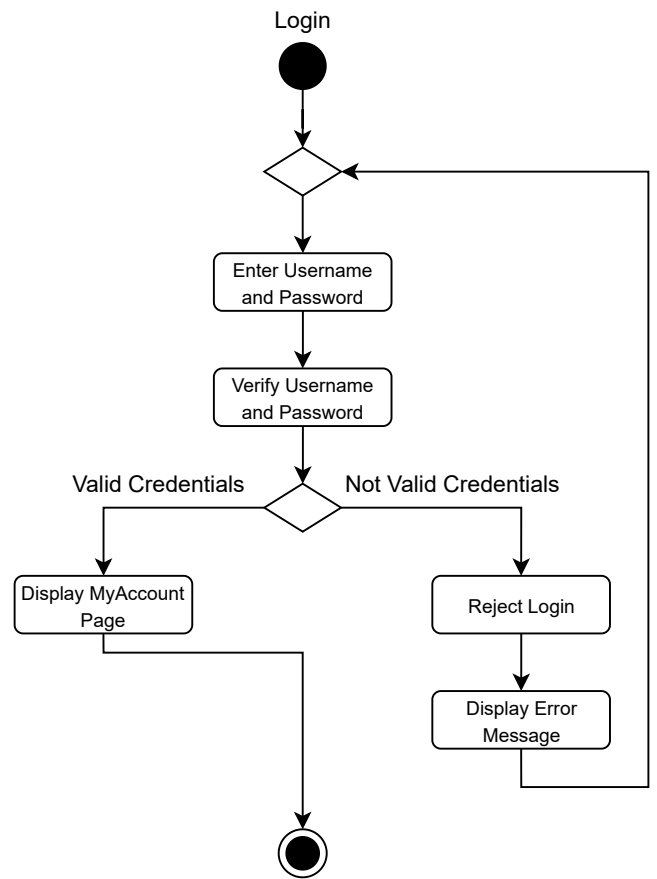 Login
Enter Username
and Password
Verify Username
and Password
Valid Credentials
Not Valid Credentials
Display MyAccount
Page
Reject Login
Display Error
Message